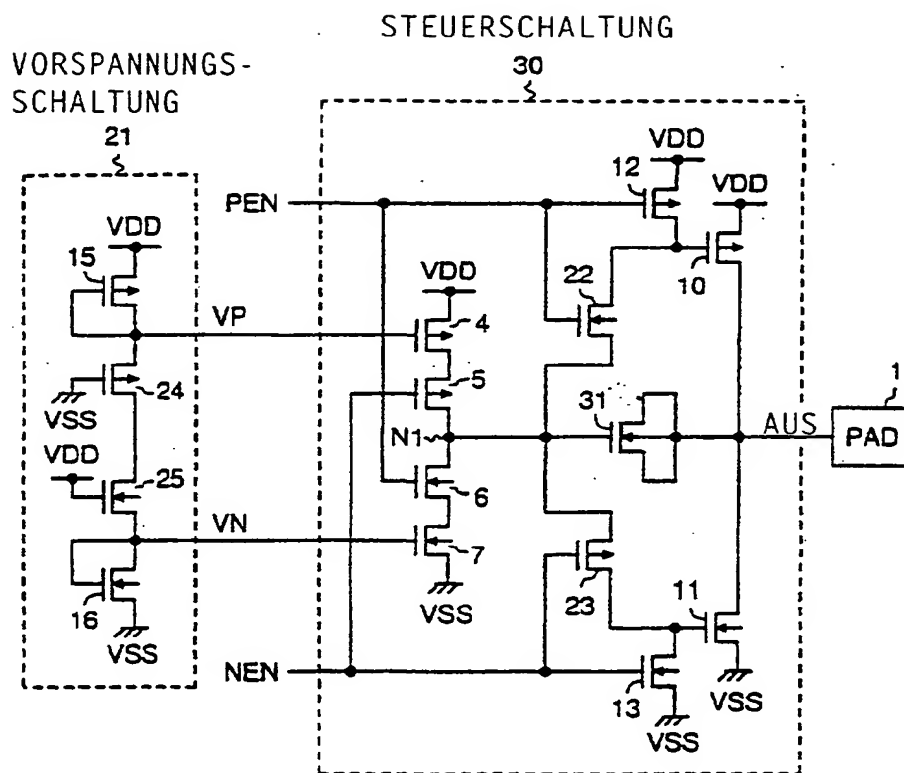 STEUERSCHALTUNG
30
VORSPANNUNGS-
SCHALTUNG
21
VDD
12
VDD
PEN
10
VDD
15
22
VDD
VP
4
5
24
VSS
N1
31
AUS
1
PAD
VDD
25
6
VN
7
16
VSS
VSS
23
11
NEN
13
VSS
VSS